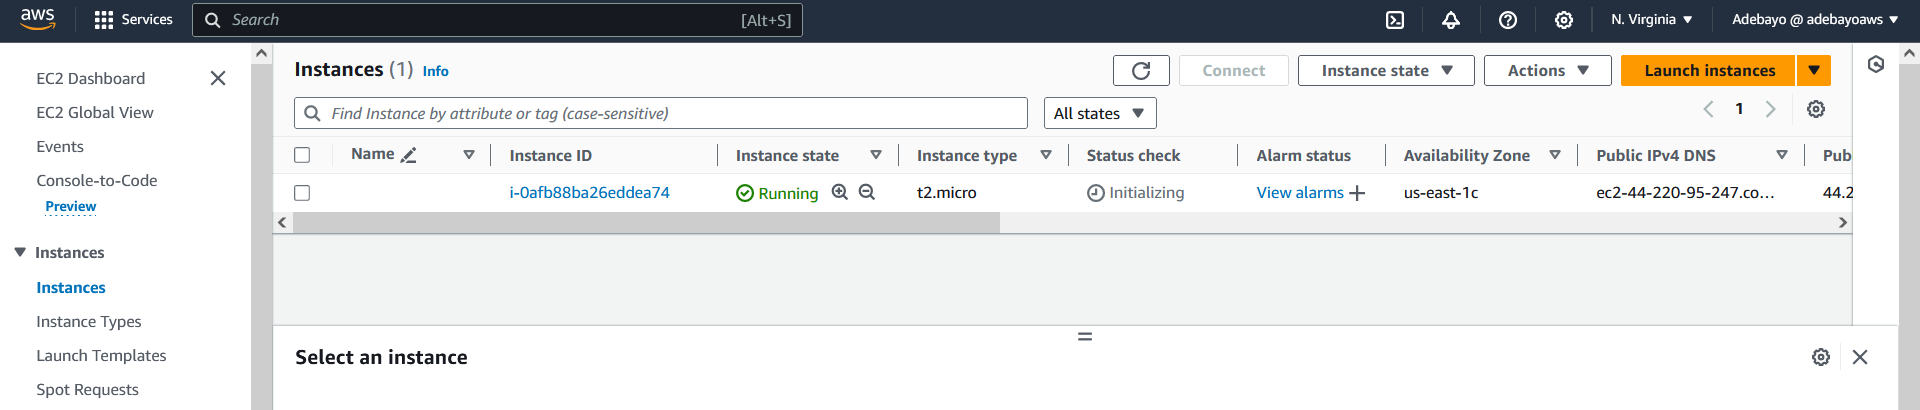 aws Services Search [Alt+S] N. Virginia Adebayo @ adebayoaws
EC2 Dashboard
EC2 Global View
Events
Console-to-Code
Preview
Instances
Instances
Instance Types
Launch Templates
Spot Requests
Instances (1) Info Connect Instance state Actions Launch instances
Find Instance by attribute or tag (case-sensitive) All states 1
Name Instance ID Instance state Instance type Status check Alarm status Availability Zone Public IPv4 DNS Pub
i-0afb88ba26eddea74 Running t2.micro Initializing View alarms us-east-1c ec2-44-220-95-247.co... 44.2
Select an instance